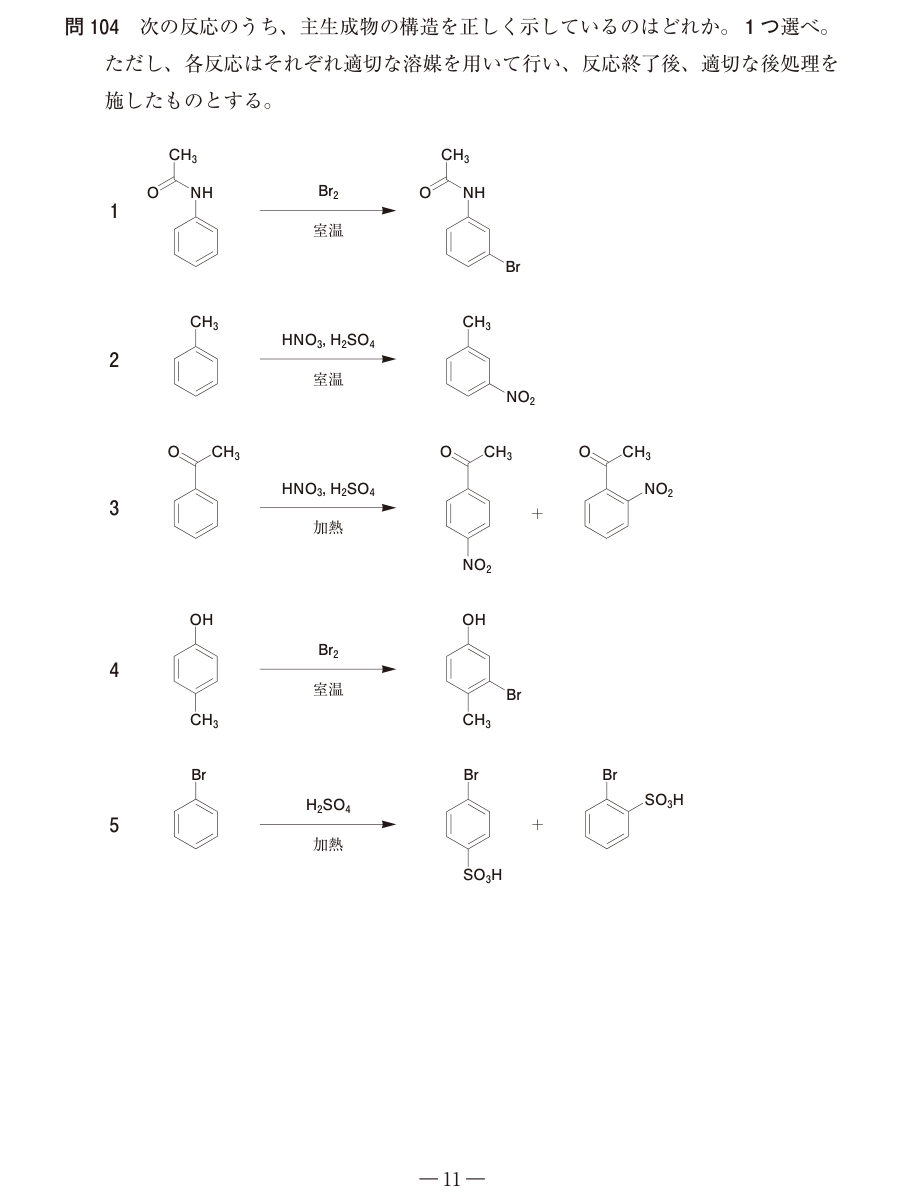 問 104　次の反応のうち、主生成物の構造を正しく示しているのはどれか。1 つ選べ。
ただし、各反応はそれぞれ適切な溶媒を用いて行い、反応終了後、適切な後処理を
施したものとする。
CH3 CH3
O NH Br2 O NH
1 室温
Br
CH3 CH3
HNO3, H2SO4
2 室温
NO2
O CH3 O CH3 O CH3
HNO3, H2SO4 NO2
3 加熱 +
NO2
OH OH
Br2
4 室温 Br
CH3 CH3
Br Br Br
H2SO4 SO3H
5 加熱 +
SO3H
— 11 —